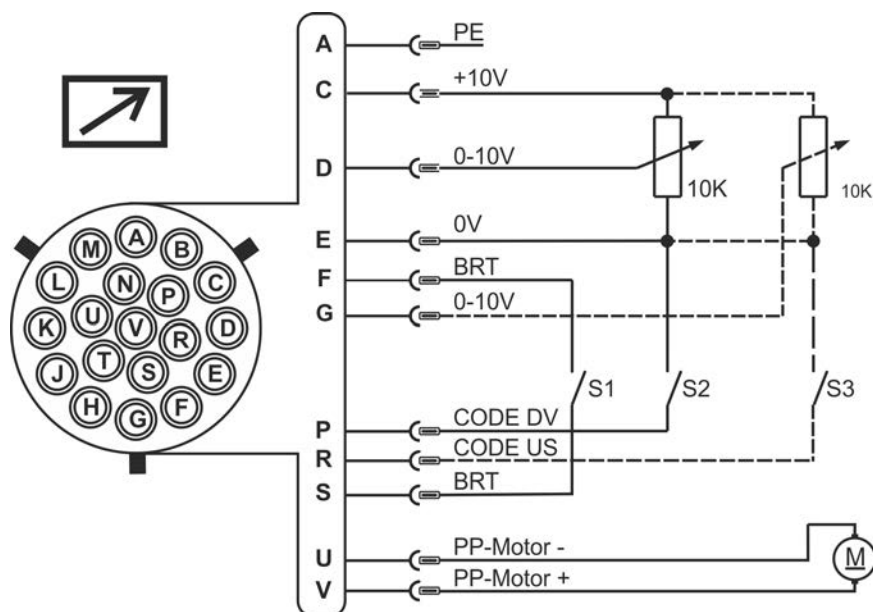 A PE
C +10V
D 0-10V 10K 10K
E 0V
F BRT
G 0-10V
S1 S2 S3
P CODE DV
R CODE US
S BRT
U PP-Motor -
V PP-Motor +
M
M A B
L N P C
K U V R D
J T S E
H G F